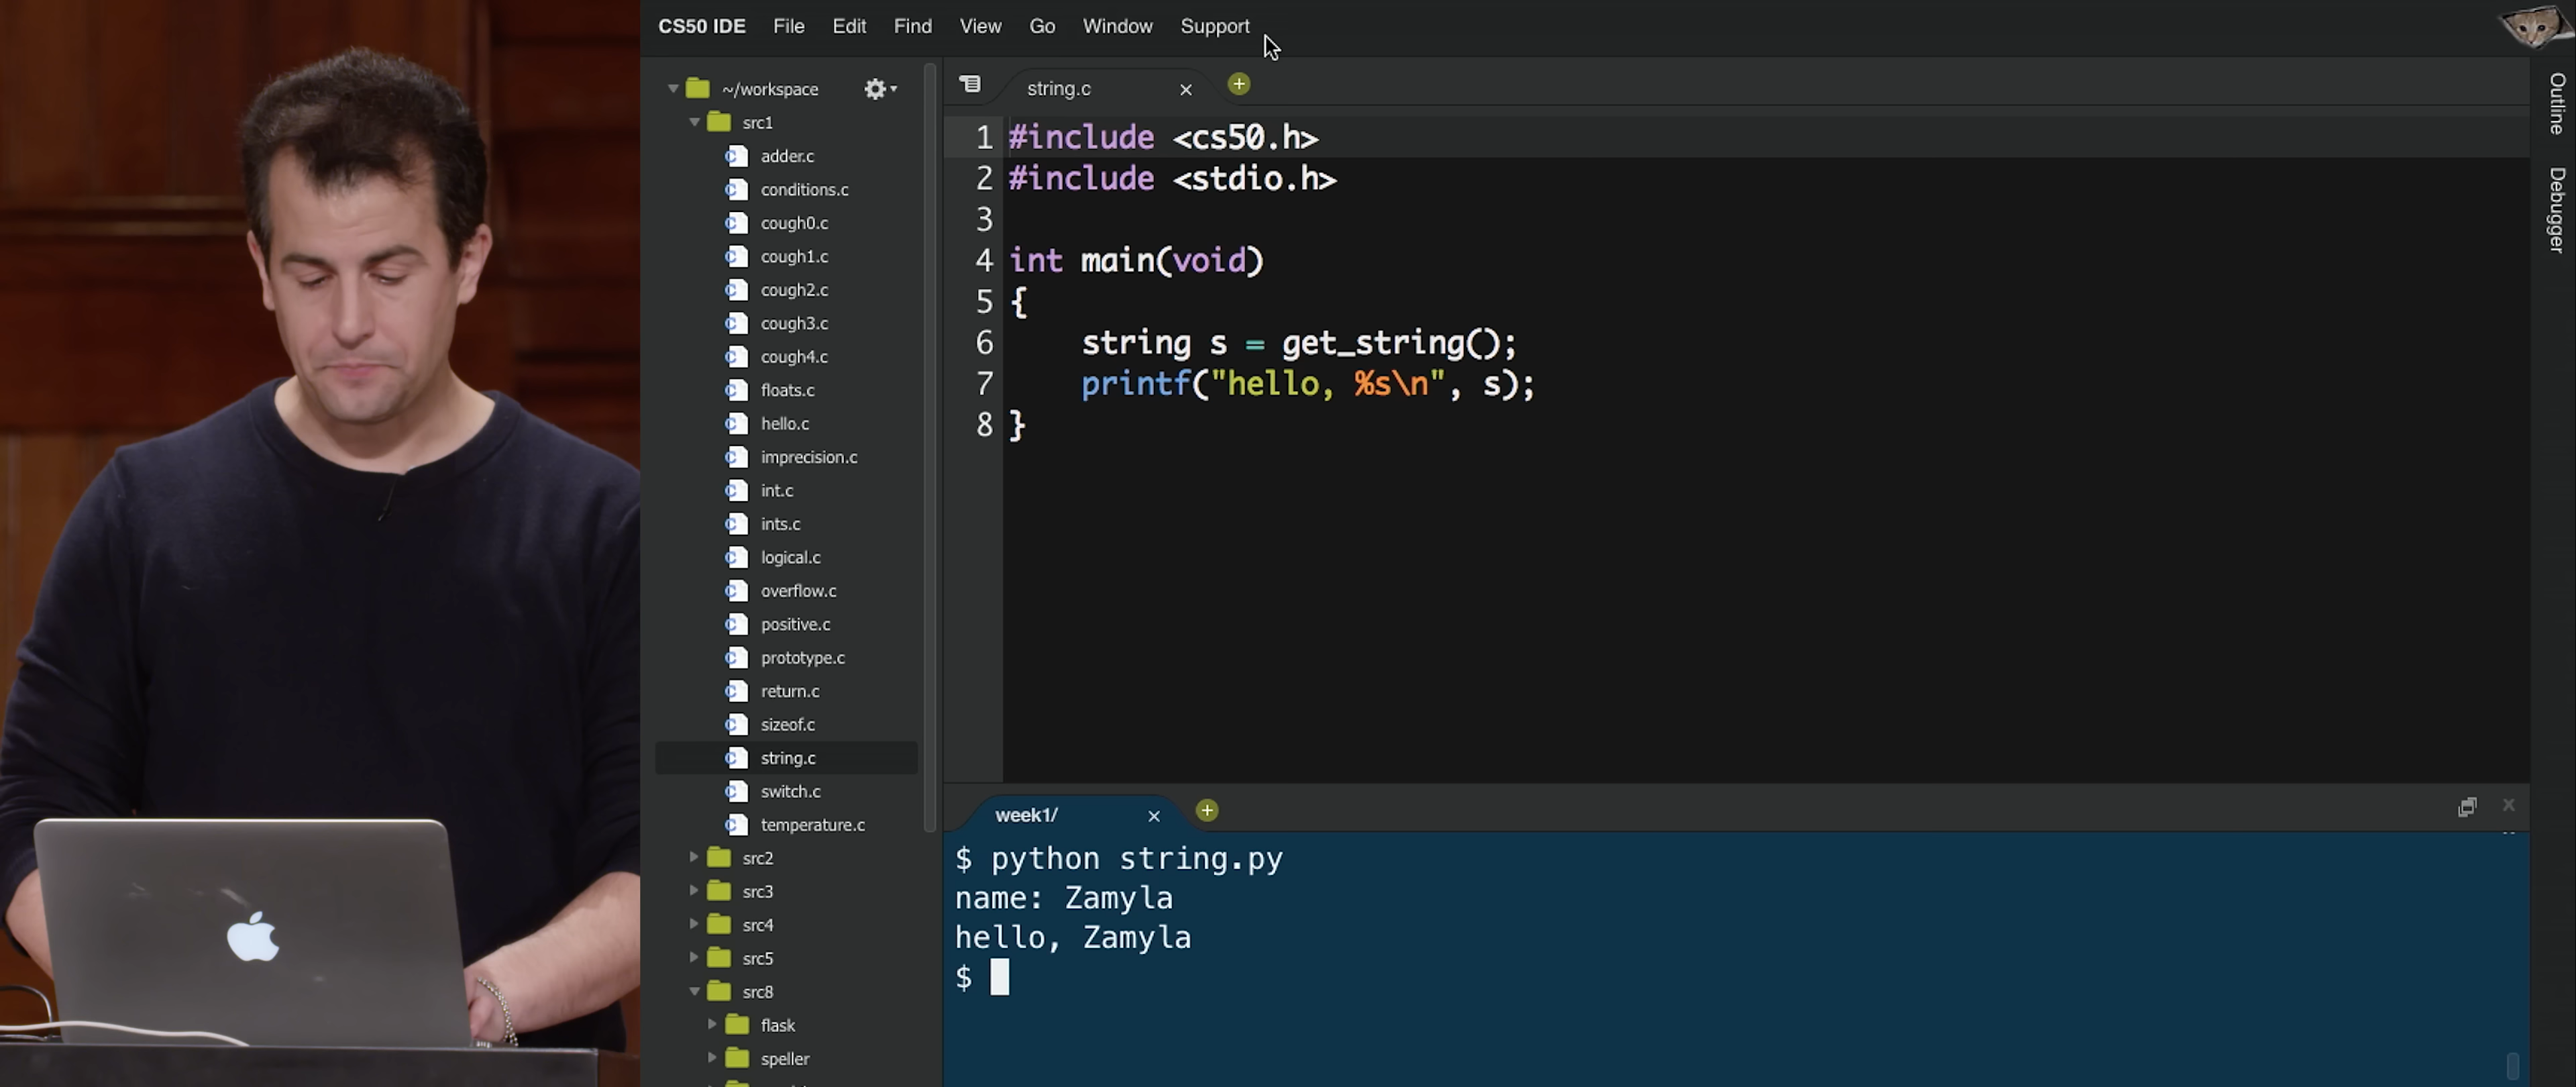 CS50 IDE File Edit Find View Go Window Support
~/workspace
src1
adder.c
conditions.c
cough0.c
cough1.c
cough2.c
cough3.c
cough4.c
floats.c
hello.c
imprecision.c
int.c
ints.c
logical.c
overflow.c
positive.c
prototype.c
return.c
sizeof.c
string.c
switch.c
temperature.c
src2
src3
src4
src5
src8
flask
speller
string.c
1 #include <cs50.h>
2 #include <stdio.h>
3
4 int main(void)
5 {
6 string s = get_string();
7 printf("hello, %s\n", s);
8 }
week1/
$ python string.py
name: Zamyla
hello, Zamyla
$
Outline
Debugger